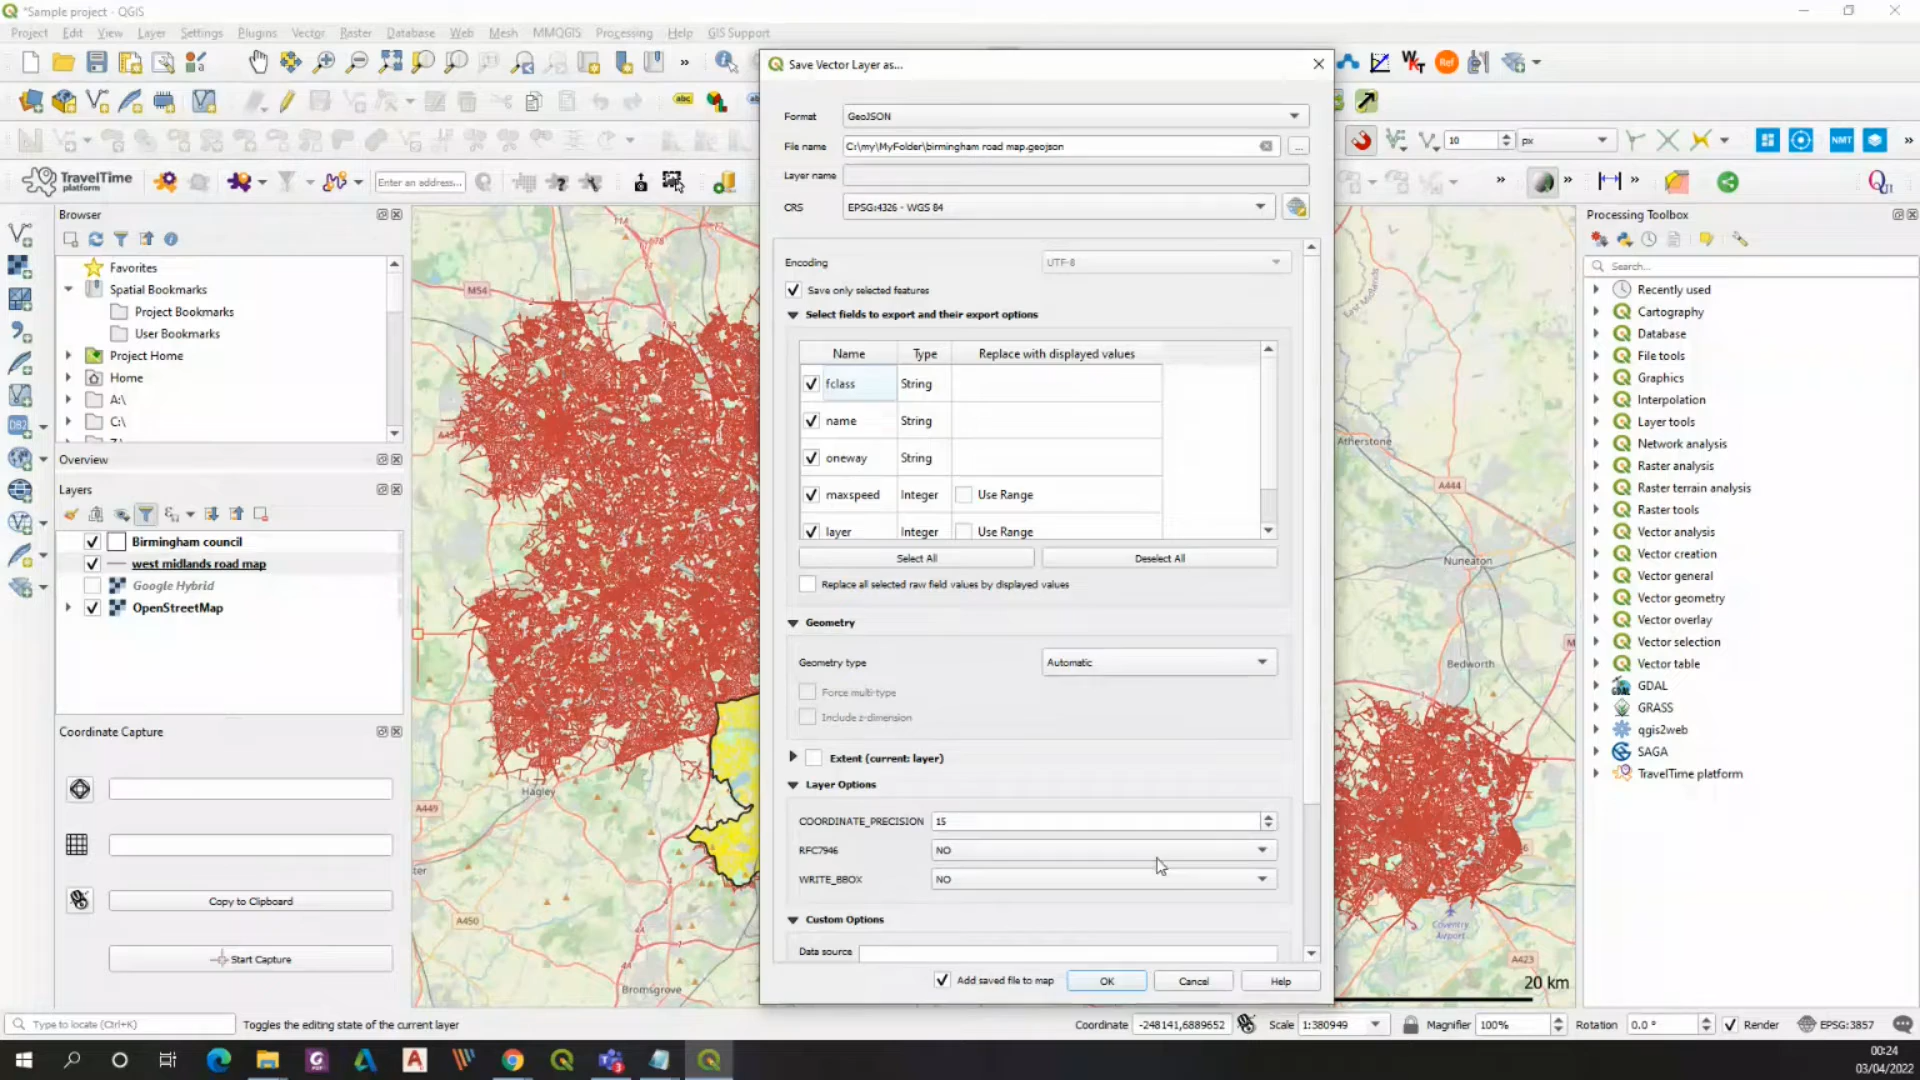 *Sample project - QGIS
Project Edit View Layer Settings Plugins Vector Raster Database Web Mesh MMQGIS Processing Help GIS Support
» abc Ref
10 px NMT »
TravelTime platform Enter an address... » » »
Browser
Favorites
Spatial Bookmarks
Project Bookmarks
User Bookmarks
Project Home
Home
A:\
C:\
Overview
Layers
Birmingham council
west midlands road map
Google Hybrid
OpenStreetMap
DB2
Coordinate Capture
Copy to Clipboard
Start Capture
M54
Hagley
A449
A450
4A
Bromsgrove
Save Vector Layer as...
Format GeoJSON
File name C:\my\MyFolder\birmingham road map.geojson ...
Layer name
CRS EPSG:4326 - WGS 84
Encoding UTF-8
Save only selected features
Select fields to export and their export options
Name Type Replace with displayed values
fclass String
name String
oneway String
maxspeed Integer Use Range
layer Integer Use Range
Select All Deselect All
Replace all selected raw field values by displayed values
Geometry
Geometry type Automatic
Force multi-type
Include z-dimension
Extent (current: layer)
Layer Options
COORDINATE_PRECISION 15
RFC7946 NO
WRITE_BBOX NO
Custom Options
Data source
Add saved file to map OK Cancel Help
East Midlands
Leicestershire
Atherstone
A444
Nuneaton
Bedworth
Coventry
Airport
A423
20 km
Processing Toolbox
Search...
Recently used
Cartography
Database
File tools
Graphics
Interpolation
Layer tools
Network analysis
Raster analysis
Raster terrain analysis
Raster tools
Vector analysis
Vector creation
Vector general
Vector geometry
Vector overlay
Vector selection
Vector table
GDAL
GRASS
qgis2web
SAGA
TravelTime platform
Type to locate (Ctrl+K) Toggles the editing state of the current layer Coordinate -248141,6889652 Scale 1:380949 Magnifier 100% Rotation 0.0 ° Render EPSG:3857
00:24
03/04/2022